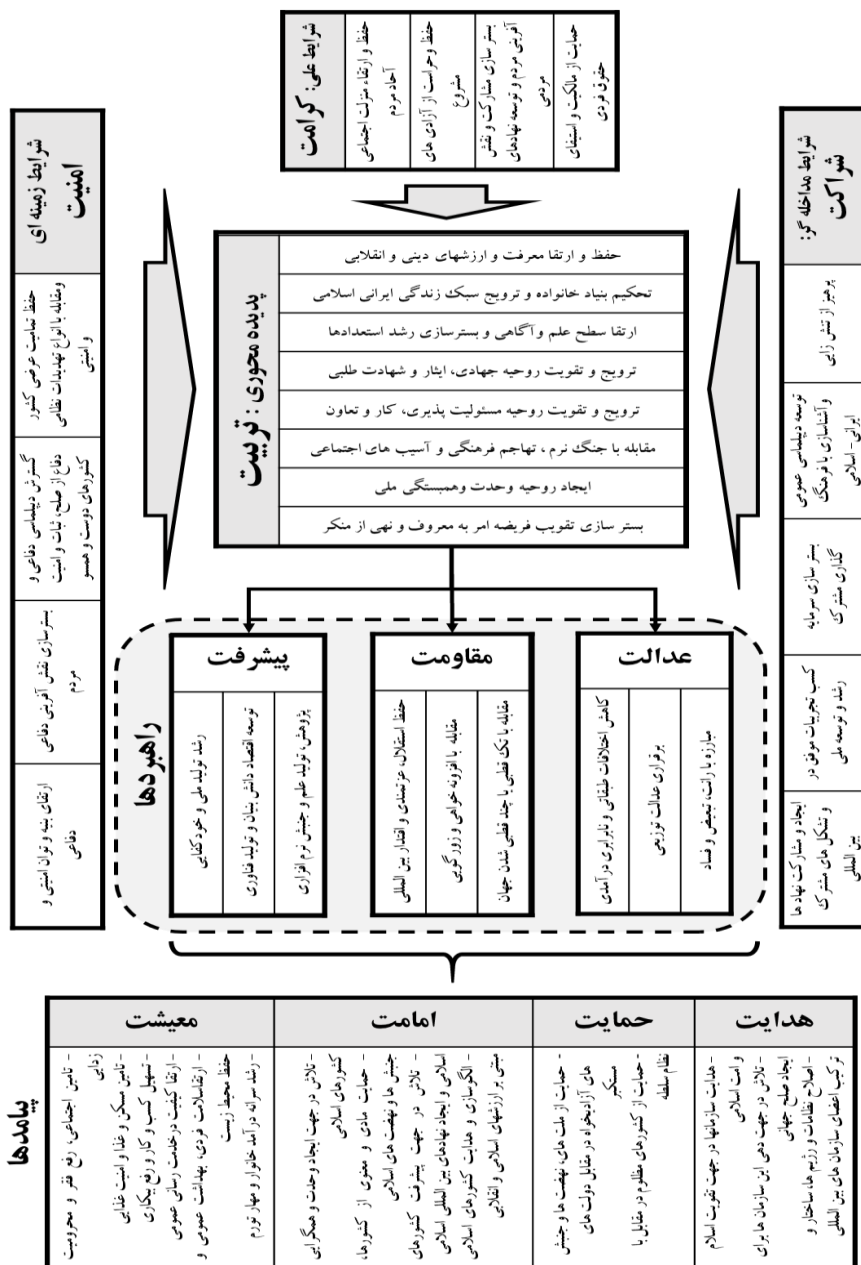 شرایط علی: کرامت
حفظ و ارتقاء منزلت اجتماعی
آحاد مردم
حفظ و حراست از آزادی های
مشروع
بستر سازی مشارکت و نقش
آفرینی مردم و توسعه نهادهای
مردمی
حمایت از مالکیت و استیفای
حقوق فردی
شرایط زمینه ای
امنیت
حفظ تمامیت عرضی کشور
ومقابله با انواع تهدیدات نظامی
و امنیتی
گسترش دیپلماسی دفاعی و
دفاع از صلح، ثبات و امنیت
کشورهای دوست و همسو
بسترسازی نقش آفرینی دفاعی
مردم
ارتقای بنیه و توان امنیتی و
دفاعی
پدیده محوری : تربیت
حفظ و ارتقا معرفت و ارزشهای دینی و انقلابی
تحکیم بنیاد خانواده و ترویج سبک زندگی ایرانی اسلامی
ارتقا سطح علم و آگاهی و بسترسازی رشد استعدادها
ترویج و تقویت روحیه جهادی، ایثار و شهادت طلبی
ترویج و تقویت روحیه مسئولیت پذیری، کار و تعاون
مقابله با جنگ نرم ، تهاجم فرهنگی و آسیب های اجتماعی
ایجاد روحیه وحدت وهمبستگی ملی
بستر سازی تقویب فریضه امر به معروف و نهی از منکر
شرایط مداخله گر:
شراکت
پرهیز از تنش زایی
توسعه دیپلماسی عمومی
و آشناسازی با فرهنگ
ایرانی - اسلامی
بستر سازی سرمایه
گذاری مشترک
کسب تجربیات موفق در
رشد و توسعه ملی
ایجاد و مشارکت نهاد ها
و تشکل های مشترک
بین المللی
راهبردها
پیشرفت
رشد تولید ملی و خودکفایی
توسعه اقتصاد دانش بنیان و تولید فناوری
پژوهش، تولید علم و جنبش نرم افزاری
مقاومت
حفظ استقلال، عزتمندی و اقتدار بین المللی
مقابله با افزونه خواهی و زورگویی
مقابله با تک قطبی یا چند قطبی شدن جهان
عدالت
کاهش اختلافات طبقاتی و نابرابری درآمدی
برقراری عدالت توزیعی
مبارزه با رانت، تبعیض و فساد
پیامدها
معیشت
- تامین اجتماعی، رفع فقر و محرومیت
زدایی
- تامین مسکن و غذا و امنیت غذایی
- تسهیل کسب و کار و رفع بیکاری
- ارتقا کیفیت درخدمت رسانی عمومی
- ارتقاسلامت فردی، بهداشت عمومی و
حفظ محیط زیست
- رشد سرانه درآمد خانوار و مهار تورم
امامت
- تلاش در جهت ایجاد وحدت و همگرایی
کشورهای اسلامی
- حمایت مادی و معنوی از کشورها،
جنبش ها و نهضت های اسلامی
- تلاش در جهت پیشرفت کشورهای
اسلامی و ایجاد نهادهای بین المللی اسلامی
- الگوسازی و هدایت کشورهای اسلامی
مبتنی بر ارزشهای اسلامی و انقلابی
حمایت
- حمایت از ملت های، نهضت ها و جنبش
های آزادیخواه در مقابل دولت های
مستکبر
-حمایت از کشورهای مظلوم در مقابل با
نظام سلطه
هدایت
- هدایت سازمانها در جهت تقویت اسلام
و امت اسلامی
- تلاش در جهت دهی این سازمان ها برای
ایجاد صلح جهانی
- اصلاح نظامات و رژیم ها، ساختار و
ترکیب اعضای سازمان های بین المللی